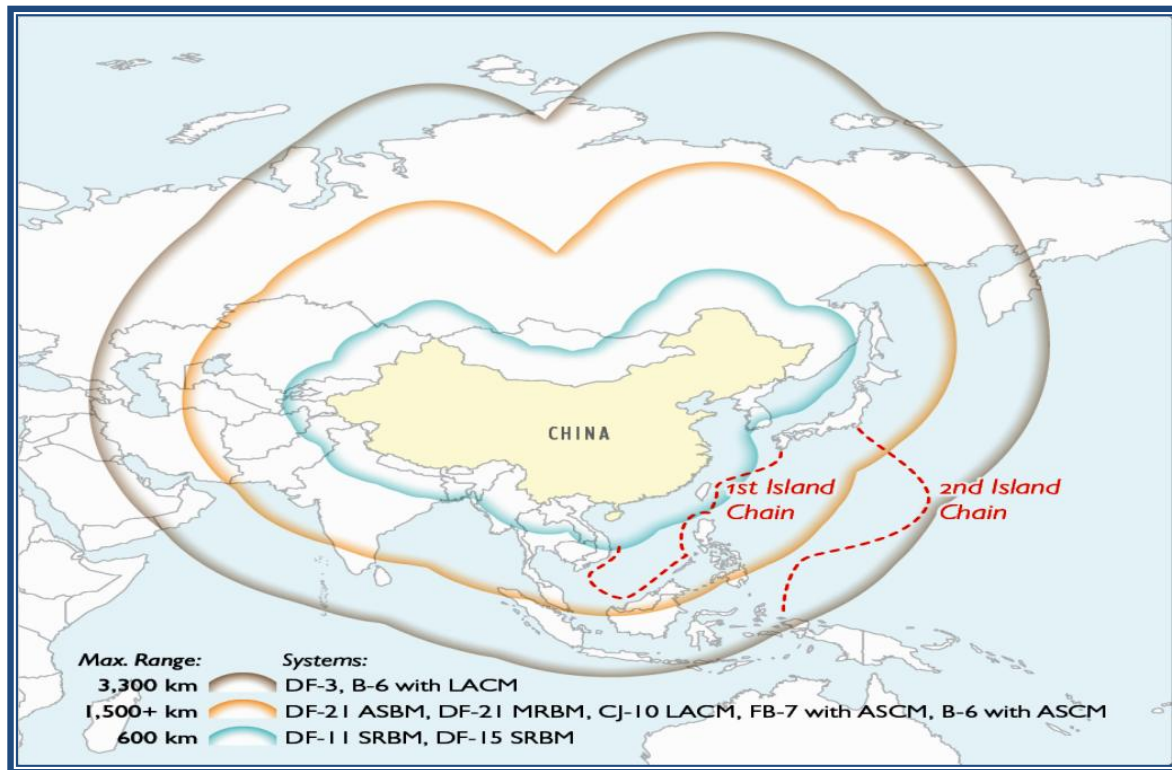 CHINA
1st Island
Chain
2nd Island
Chain
Max. Range: Systems:
3,300 km DF-3, B-6 with LACM
1,500+ km DF-21 ASBM, DF-21 MRBM, CJ-10 LACM, FB-7 with ASCM, B-6 with ASCM
600 km DF-11 SRBM, DF-15 SRBM